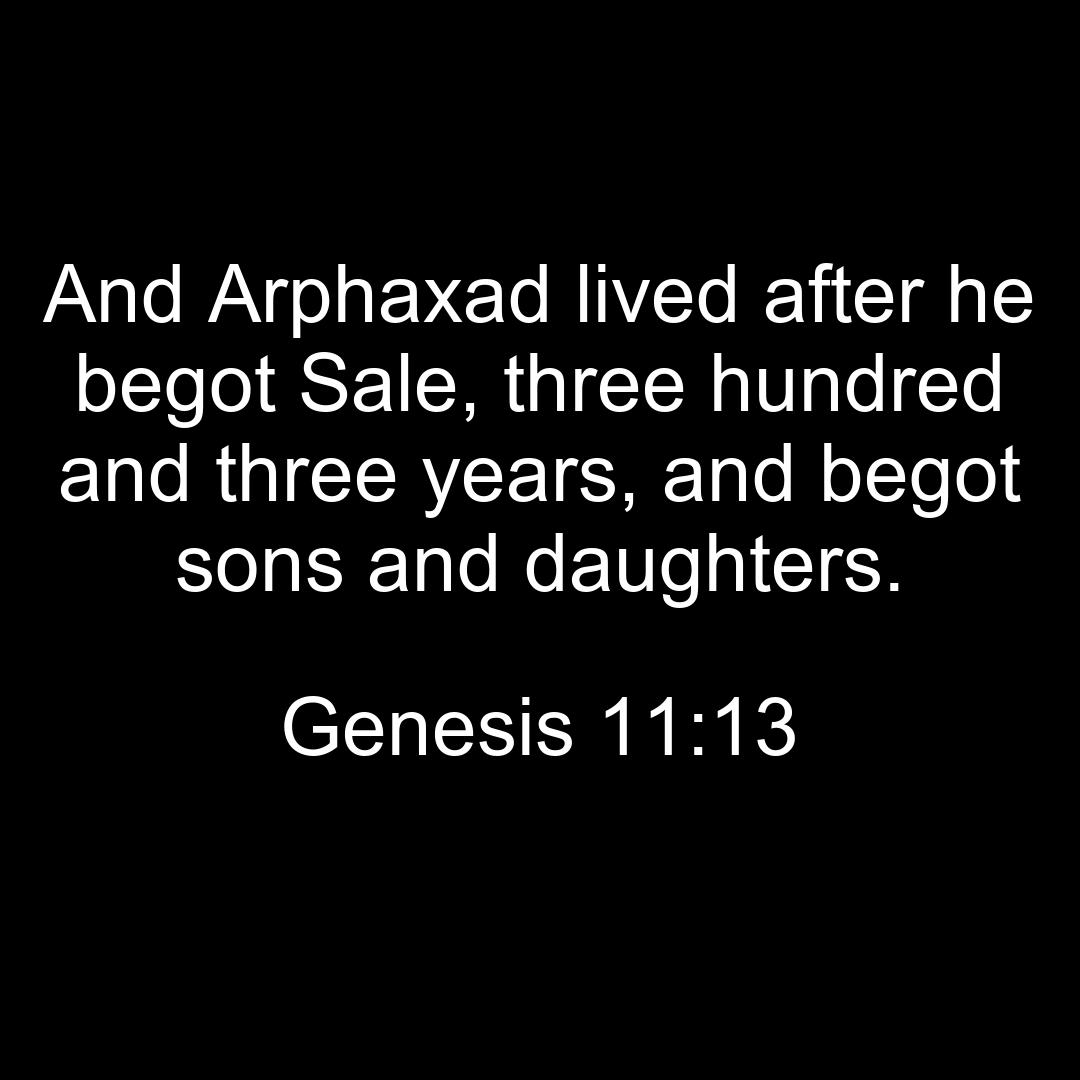 And Arphaxad lived after he
begot Sale, three hundred
and three years, and begot
sons and daughters.
Genesis 11:13